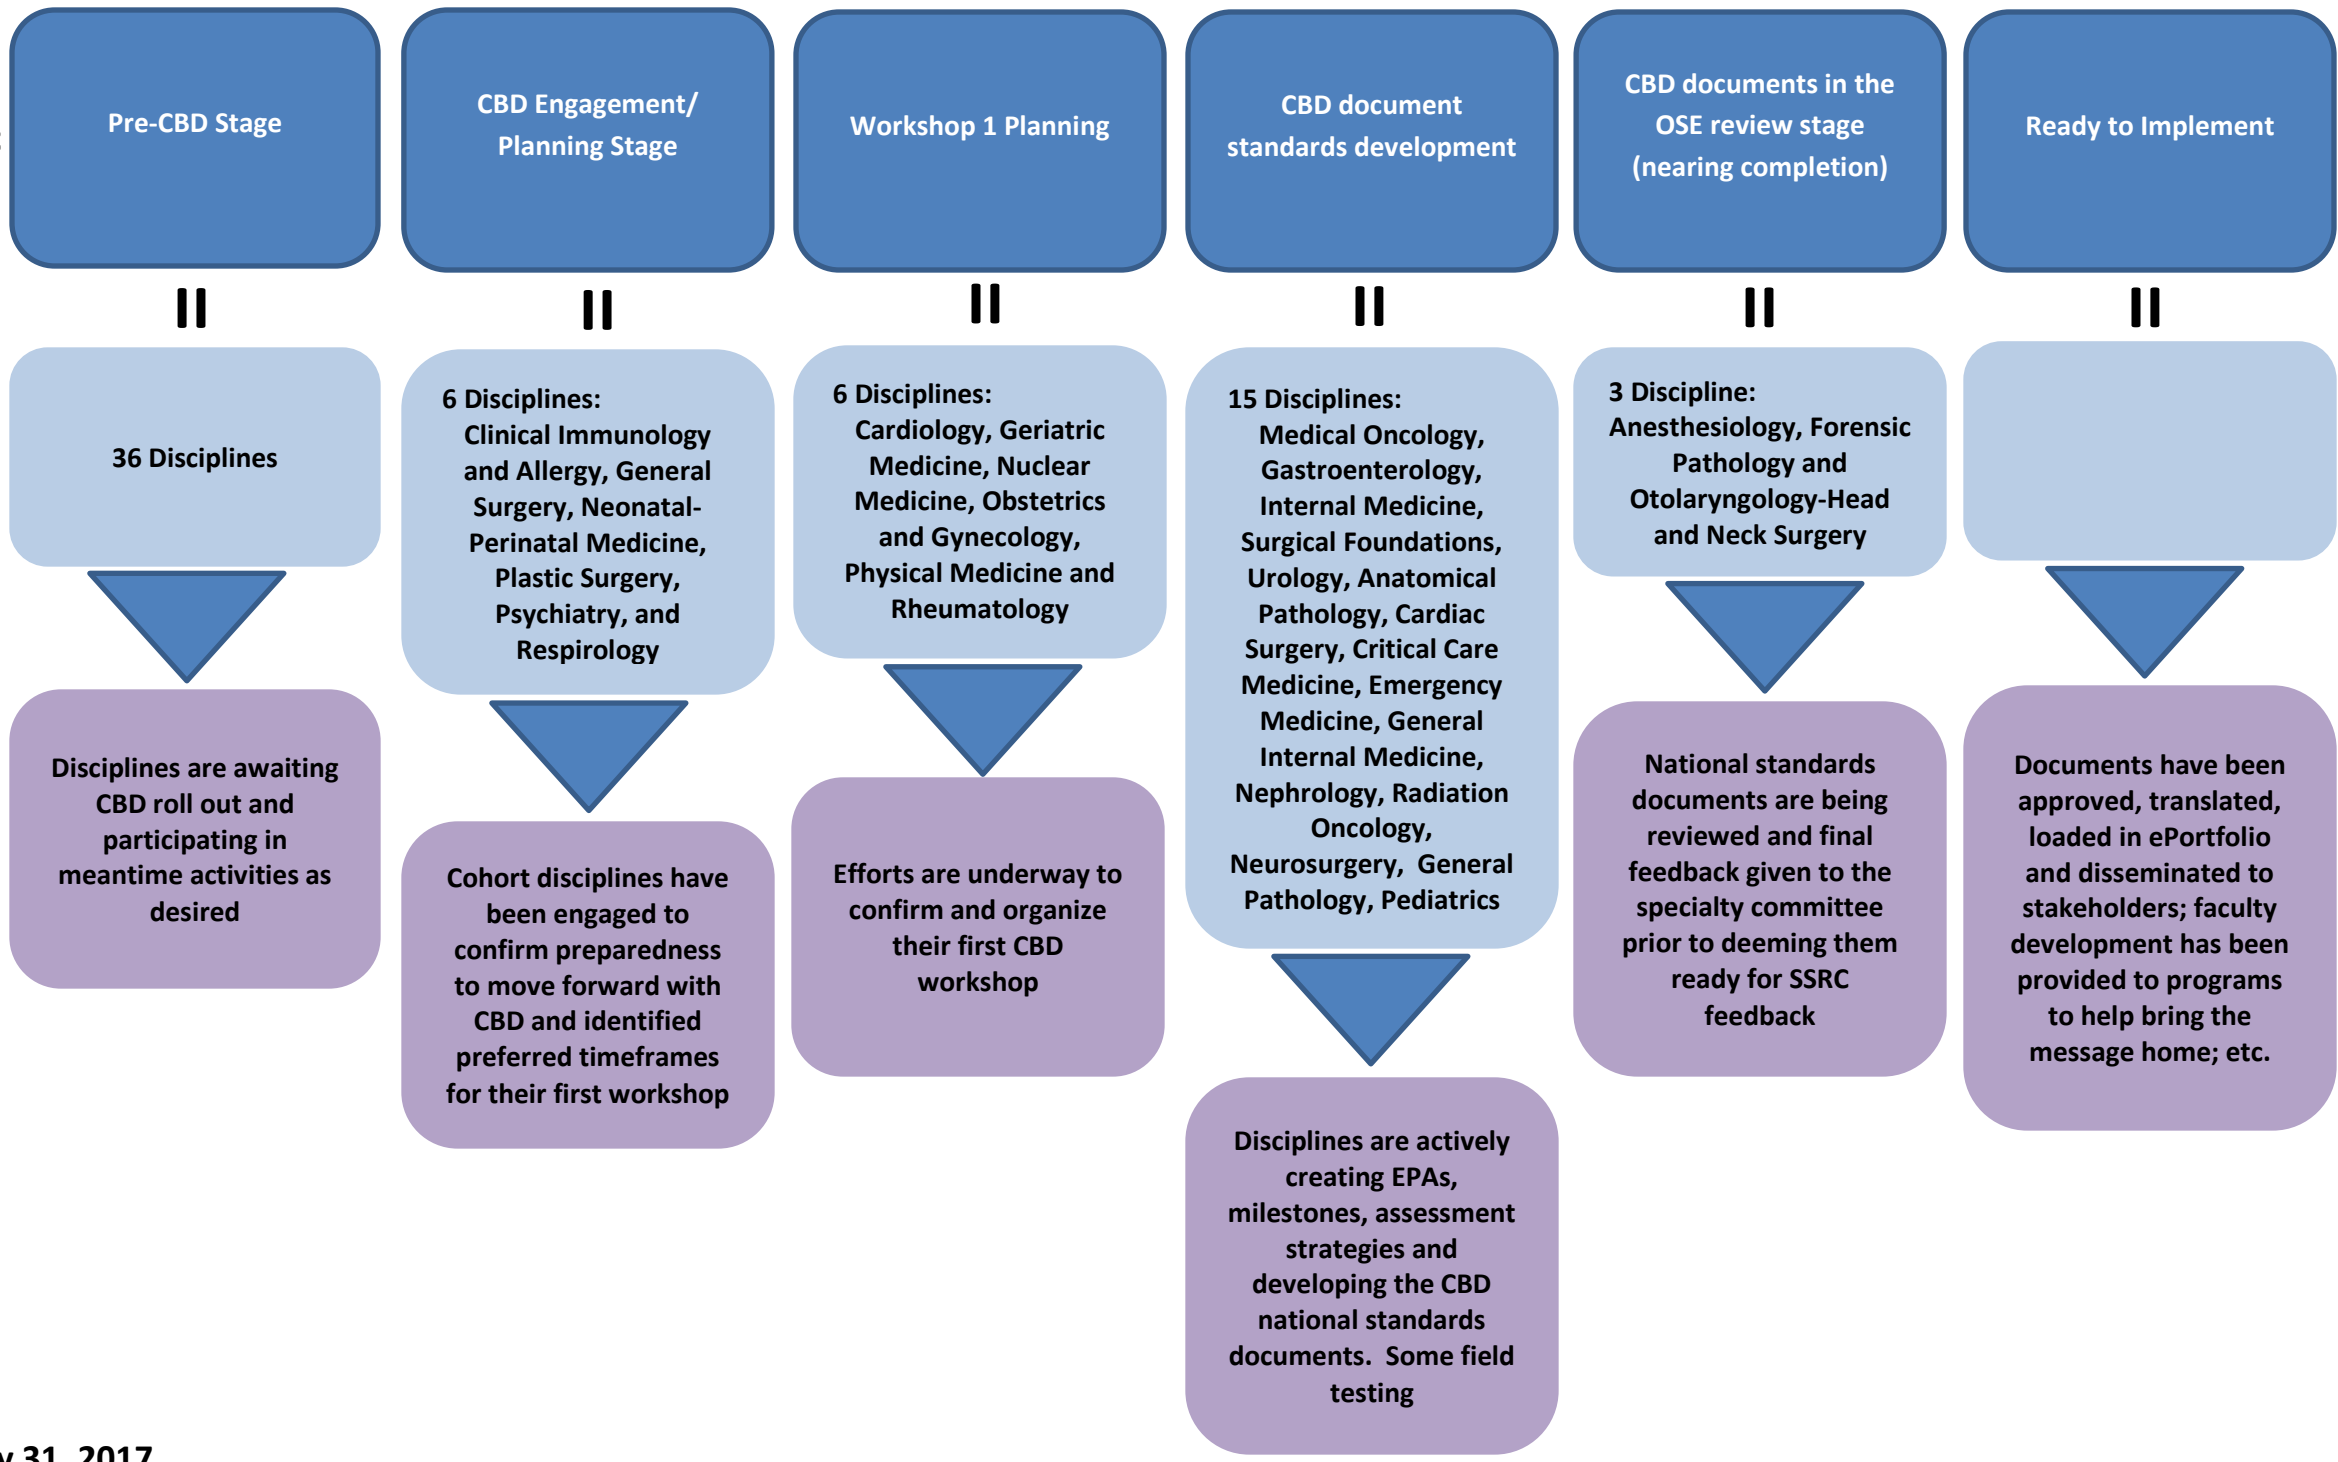 Pre-CBD Stage
CBD Engagement/
Planning Stage
Workshop 1 Planning
CBD document
standards development
CBD documents in the
OSE review stage
(nearing completion)
Ready to Implement
36 Disciplines
6 Disciplines:
Clinical Immunology
and Allergy, General
Surgery, Neonatal-
Perinatal Medicine,
Plastic Surgery,
Psychiatry, and
Respirology
6 Disciplines:
Cardiology, Geriatric
Medicine, Nuclear
Medicine, Obstetrics
and Gynecology,
Physical Medicine and
Rheumatology
15 Disciplines:
Medical Oncology,
Gastroenterology,
Internal Medicine,
Surgical Foundations,
Urology, Anatomical
Pathology, Cardiac
Surgery, Critical Care
Medicine, Emergency
Medicine, General
Internal Medicine,
Nephrology, Radiation
Oncology,
Neurosurgery, General
Pathology, Pediatrics
3 Discipline:
Anesthesiology, Forensic
Pathology and
Otolaryngology-Head
and Neck Surgery
Disciplines are awaiting
CBD roll out and
participating in
meantime activities as
desired
Cohort disciplines have
been engaged to
confirm preparedness
to move forward with
CBD and identified
preferred timeframes
for their first workshop
Efforts are underway to
confirm and organize
their first CBD
workshop
Disciplines are actively
creating EPAs,
milestones, assessment
strategies and
developing the CBD
national standards
documents. Some field
testing
National standards
documents are being
reviewed and final
feedback given to the
specialty committee
prior to deeming them
ready for SSRC
feedback
Documents have been
approved, translated,
loaded in ePortfolio
and disseminated to
stakeholders; faculty
development has been
provided to programs
to help bring the
message home; etc.
31, 2017